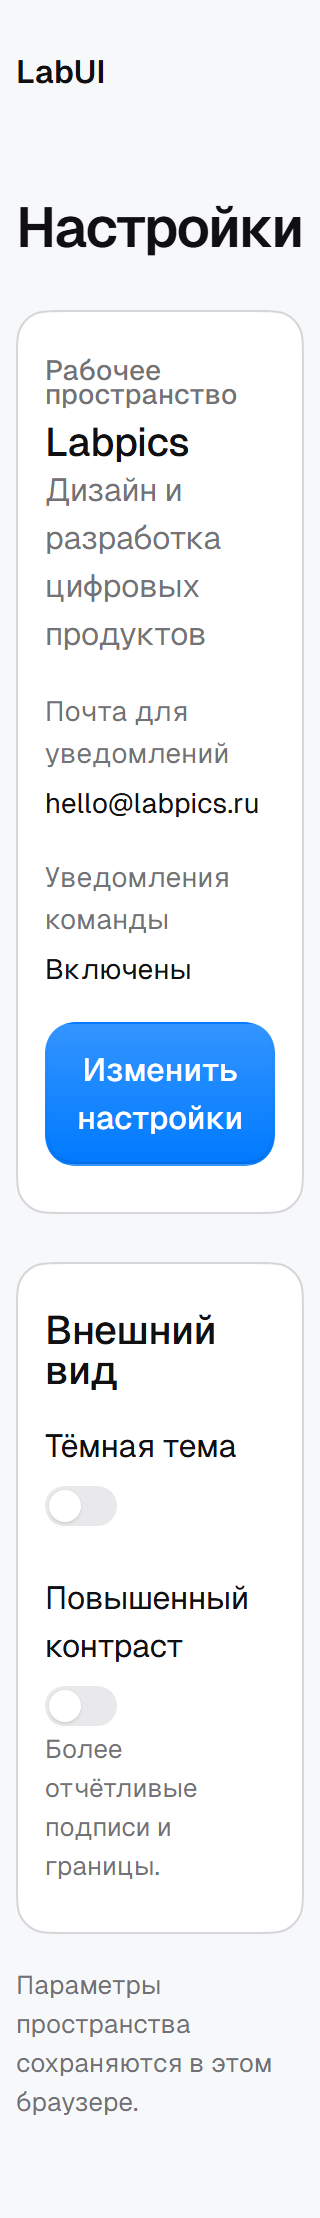 LabUI
Настройки
Рабочее
пространство
Labpics
Дизайн и
разработка
цифровых
продуктов
Почта для
уведомлений
hello@labpics.ru
Уведомления
команды
Включены
Изменить
настройки
Внешний
вид
Тёмная тема
Повышенный
контраст
Более
отчётливые
подписи и
границы.
Параметры
пространства
сохраняются в этом
браузере.